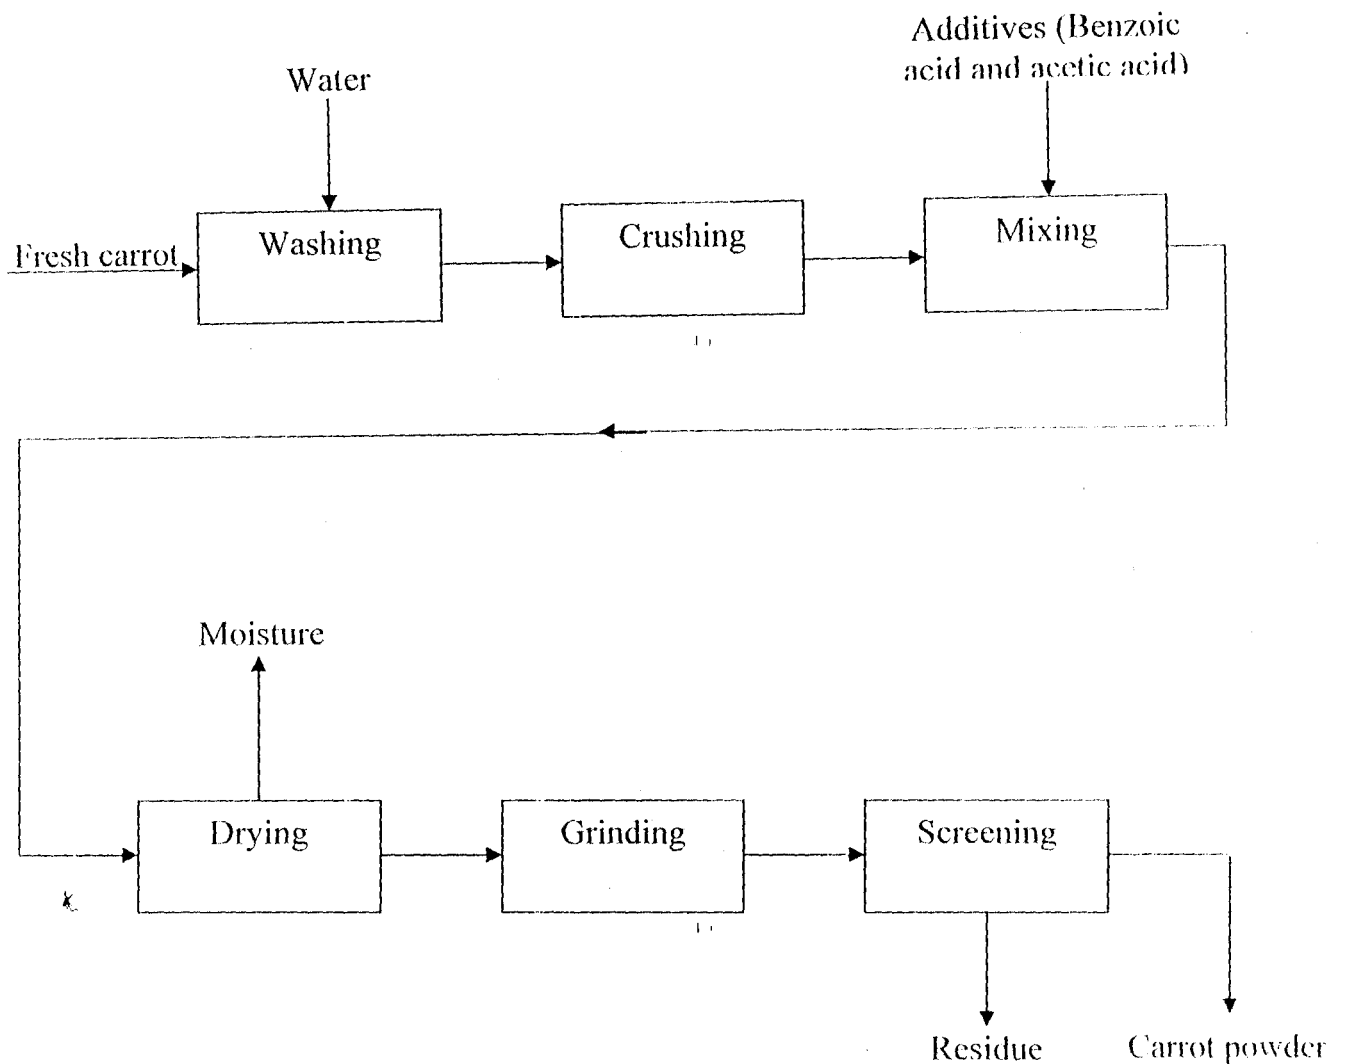 Additives (Benzoic
acid and acetic acid)
Water
Washing
Crushing
Mixing
Fresh carrot
Moisture
Drying
Grinding
Screening
Residue
Carrot powder